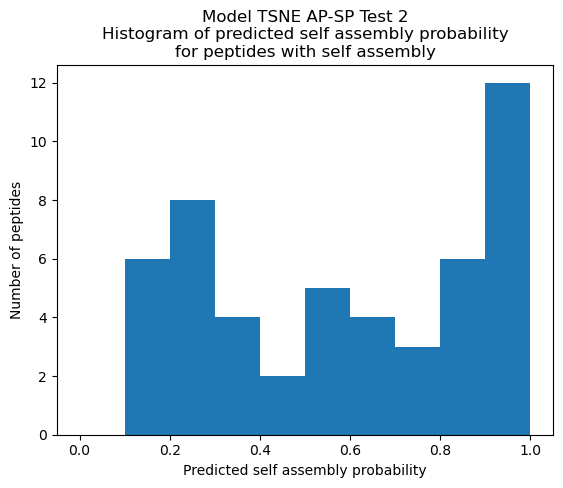 Model TSNE AP-SP Test 2
Histogram of predicted self assembly probability
for peptides with self assembly
12
10
8
6
4
2
0
Number of peptides
0.0 0.2 0.4 0.6 0.8 1.0
Predicted self assembly probability